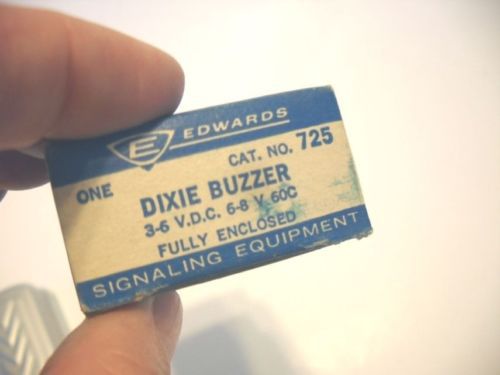 E EDWARDS
CAT. NO. 725
ONE
DIXIE BUZZER
3-6 V.D.C. 6-8 V 60C
FULLY ENCLOSED
SIGNALING EQUIPMENT